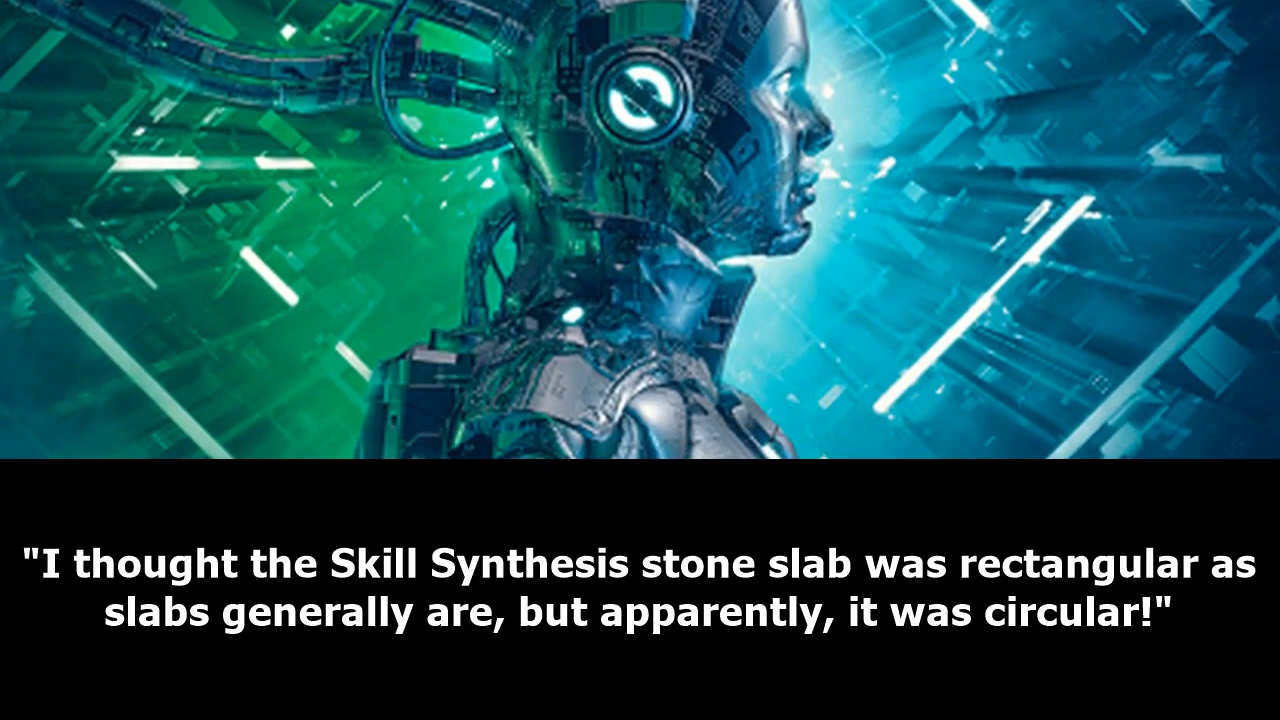 "I thought the Skill Synthesis stone slab was rectangular as
slabs generally are, but apparently, it was circular!"